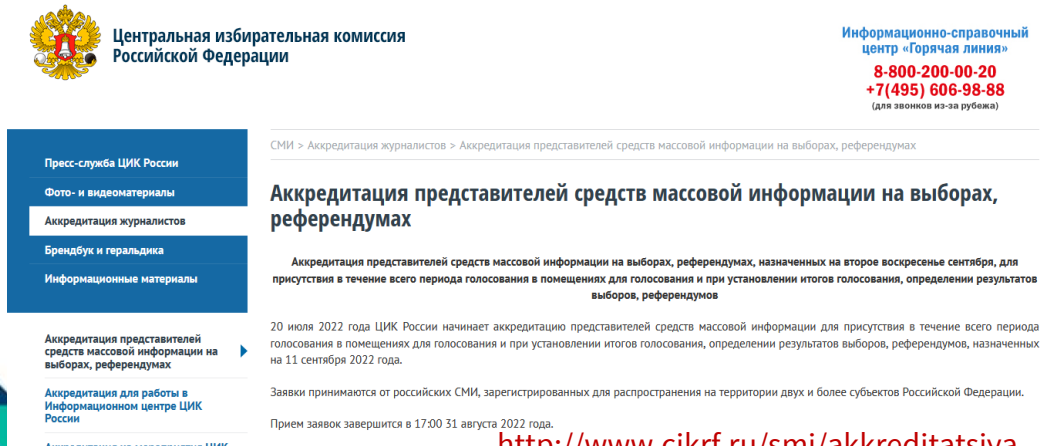 Центральная избирательная комиссия
Российской Федерации
Информационно-справочный
центр «Горячая линия»
8-800-200-00-20
+7(495) 606-98-88
(для звонков из-за рубежа)
Пресс-служба ЦИК России
Фото- и видеоматериалы
Аккредитация журналистов
Брендбук и геральдика
Информационные материалы
Аккредитация представителей
средств массовой информации на
выборах, референдумах
Аккредитация для работы в
Информационном центре ЦИК
России
СМИ > Аккредитация журналистов > Аккредитация представителей средств массовой информации на выборах, референдумах
Аккредитация представителей средств массовой информации на выборах,
референдумах
Аккредитация представителей средств массовой информации на выборах, референдумах, назначенных на второе воскресенье сентября, для
присутствия в течение всего периода голосования в помещениях для голосования и при установлении итогов голосования, определении результатов
выборов, референдумов
20 июля 2022 года ЦИК России начинает аккредитацию представителей средств массовой информации для присутствия в течение всего периода
голосования в помещениях для голосования и при установлении итогов голосования, определении результатов выборов, референдумов, назначенных
на 11 сентября 2022 года.
Заявки принимаются от российских СМИ, зарегистрированных для распространения на территории двух и более субъектов Российской Федерации.
Прием заявок завершится в 17:00 31 августа 2022 года.
http://www.cikrf.ru/smi/akkreditatsiya